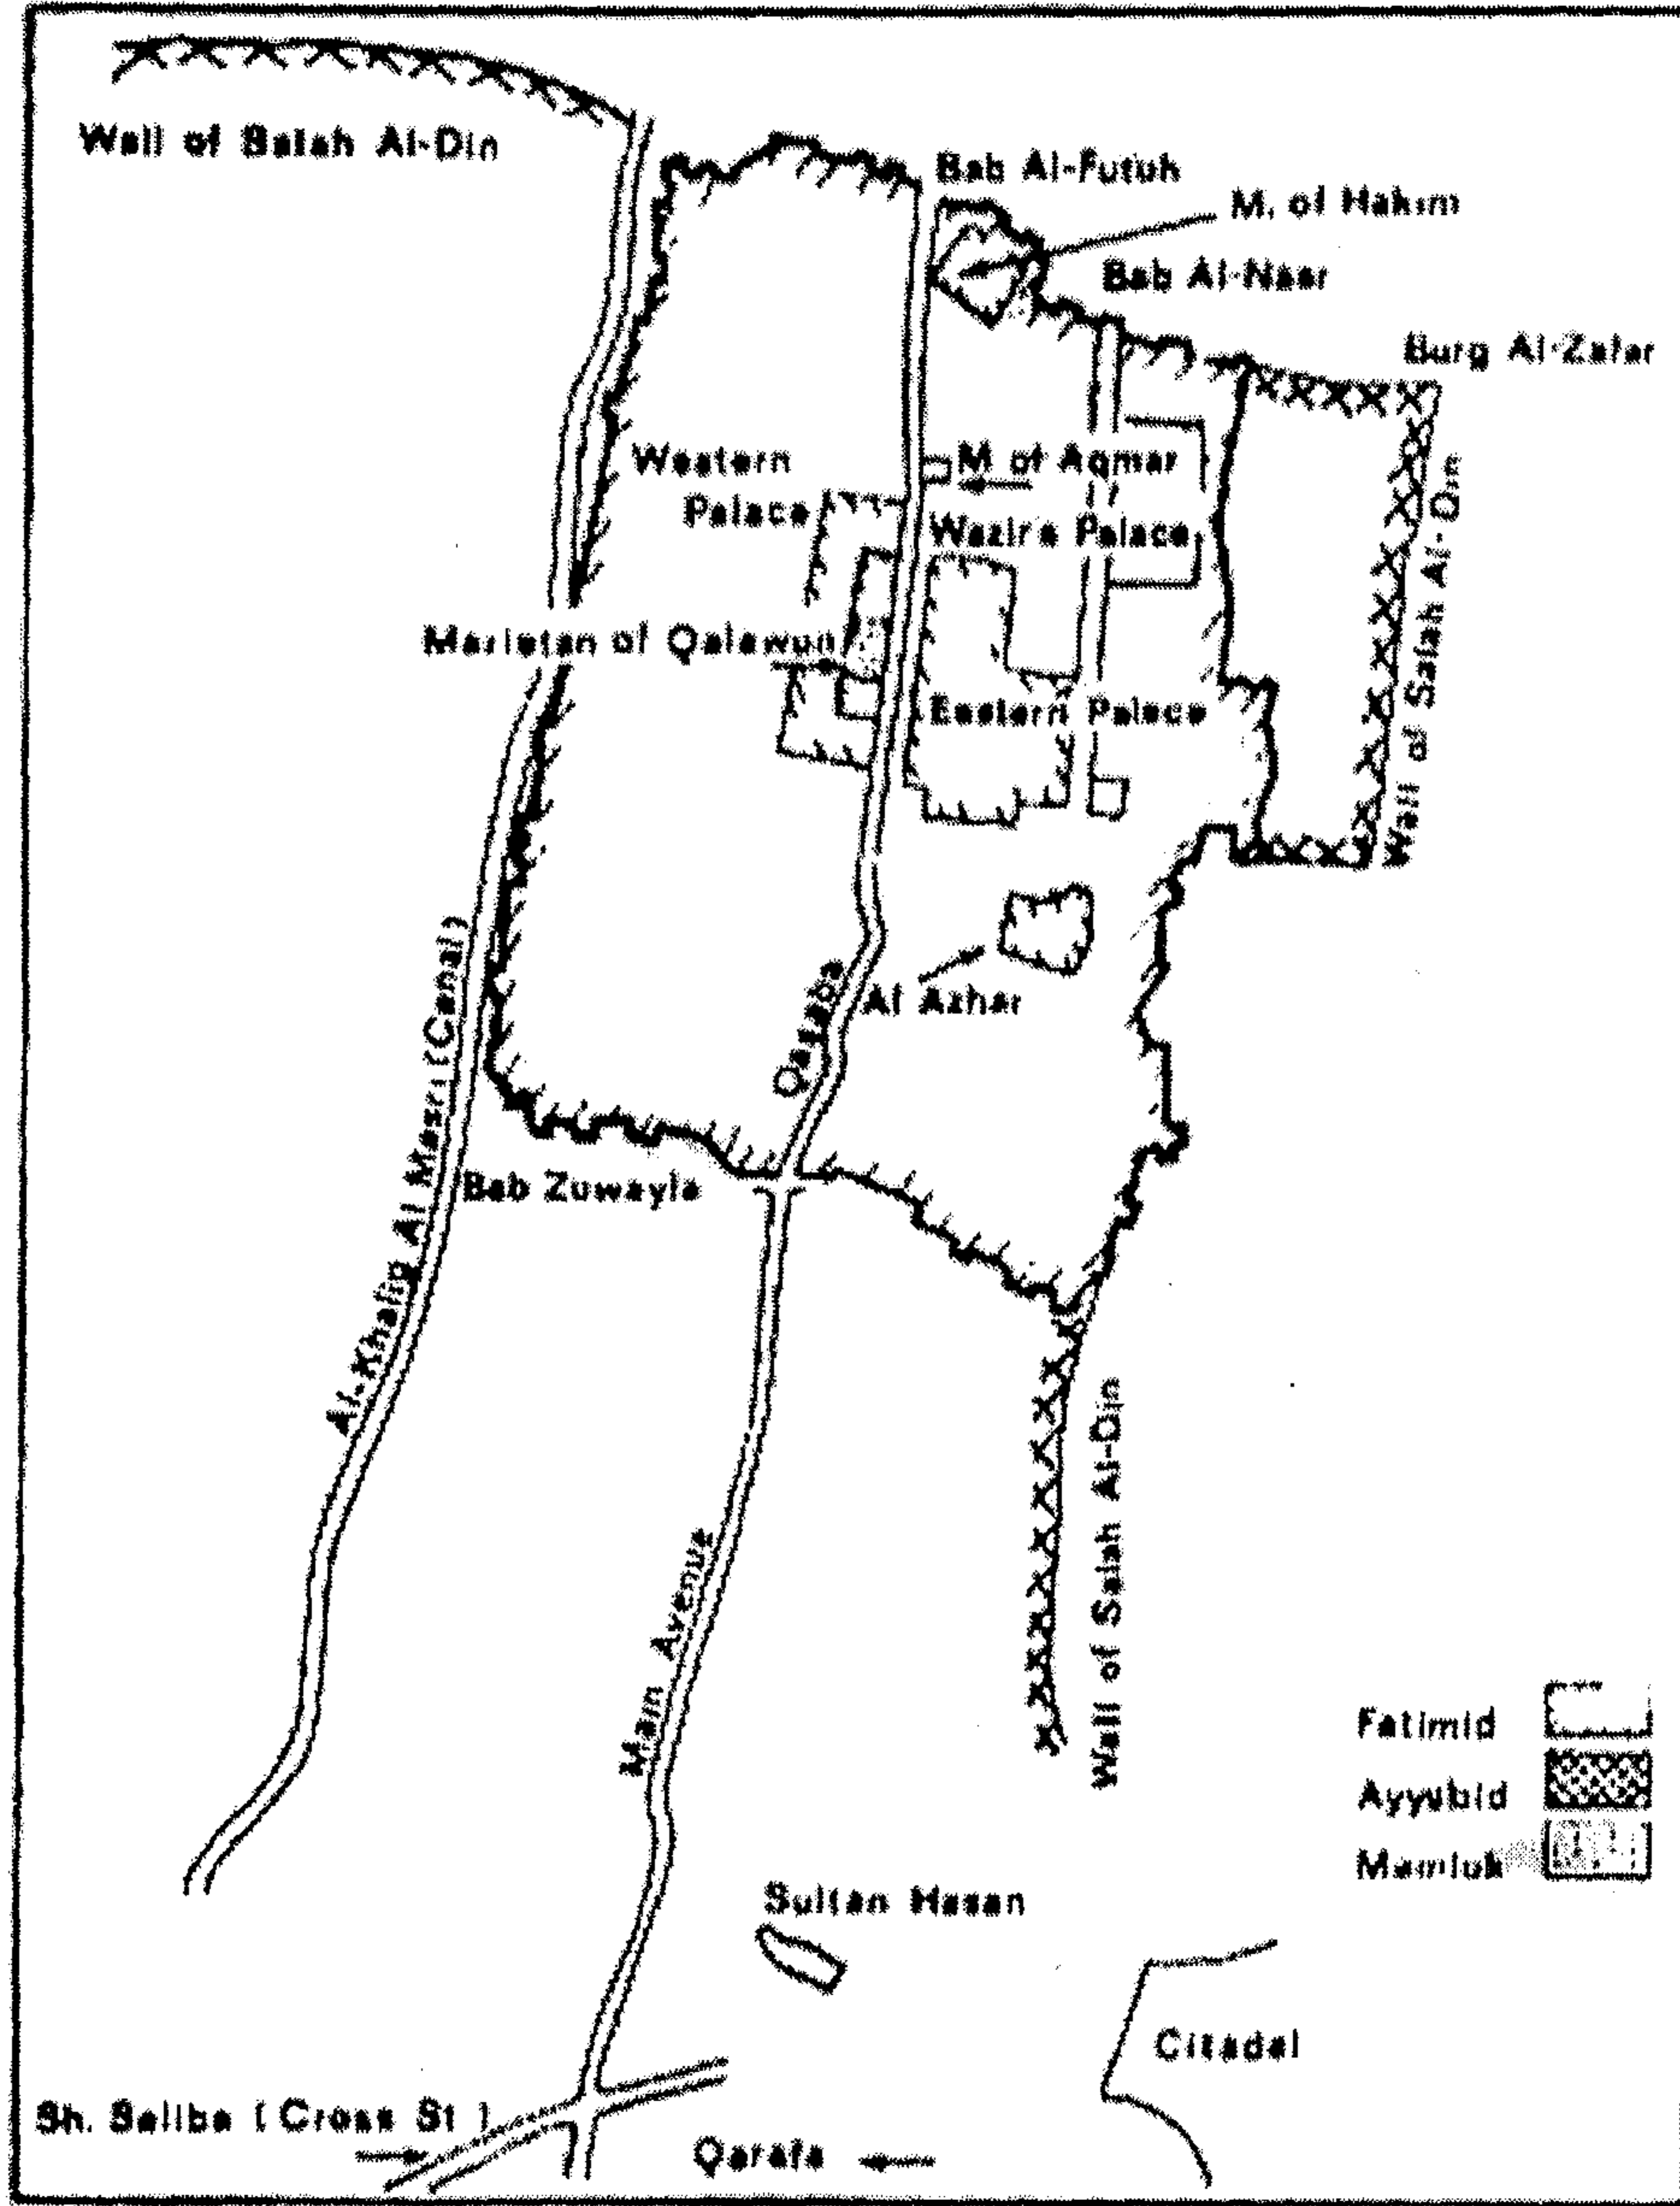 Wall of Salah Al-Din
Bab Al-Futuh
M. of Hakim
Bab Al-Nasr
Burg Al-Zafar
Western
Palace
M of Aqmar
Wazir's Palace
Wall of Salah Al-Din
Maristan of Qalawun
Eastern Palace
Al-Khalig Al Masri (Canal)
Qasaba
Al Azhar
Bab Zuwayla
Wall of Salah Al-Din
Main Avenue
Fatimid
Ayyubid
Mamluk
Sultan Hasan
Citadal
Sh. Saliba ( Cross St )
Qarafa